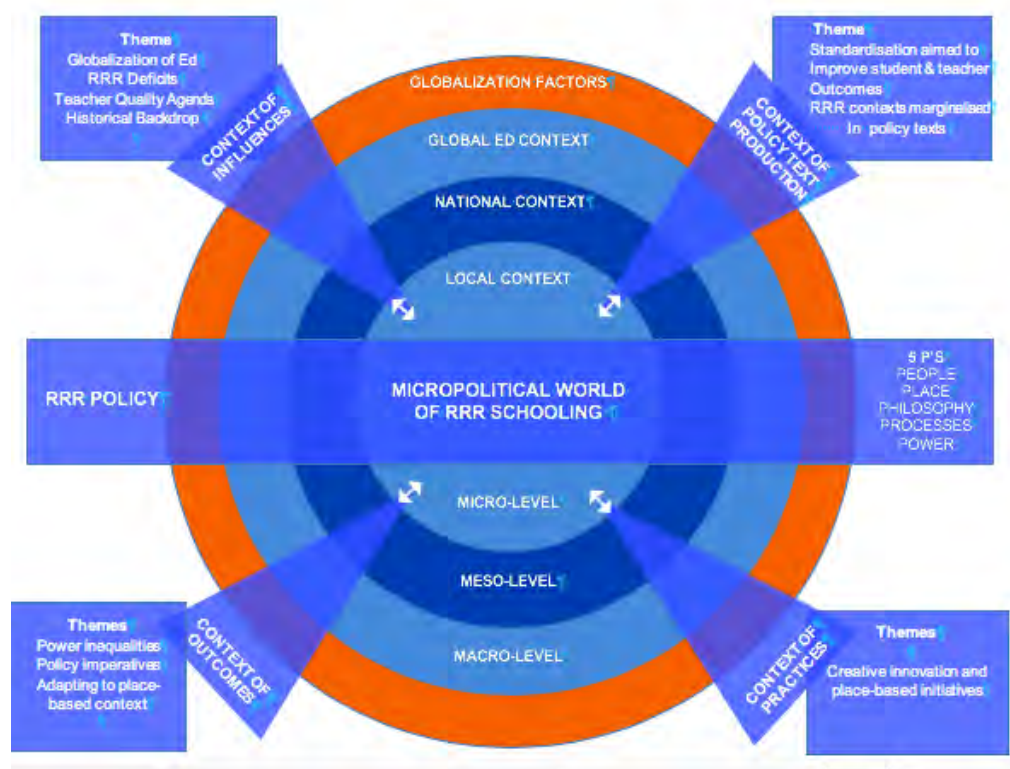 Theme
Globalization of Ed
RRR Deficits
Teacher Quality Agenda
Historical Backdrop
CONTEXT OF
INFLUENCES
GLOBALIZATION FACTORS
GLOBAL ED CONTEXT
NATIONAL CONTEXT
LOCAL CONTEXT
Theme
Standardisation aimed to
Improve student & teacher
Outcomes
RRR contexts marginalised
In policy texts
CONTEXT OF
POLICY TEXT
PRODUCTION
RRR POLICY
MICROPOLITICAL WORLD
OF RRR SCHOOLING
5 P'S
PEOPLE
PLACE
PHILOSOPHY
PROCESSES
POWER
MICRO-LEVEL
MESO-LEVEL
MACRO-LEVEL
Themes
Power inequalities
Policy imperatives
Adapting to place-
based context
CONTEXT OF
OUTCOMES
CONTEXT OF
PRACTICES
Themes
Creative innovation and
place-based initiatives